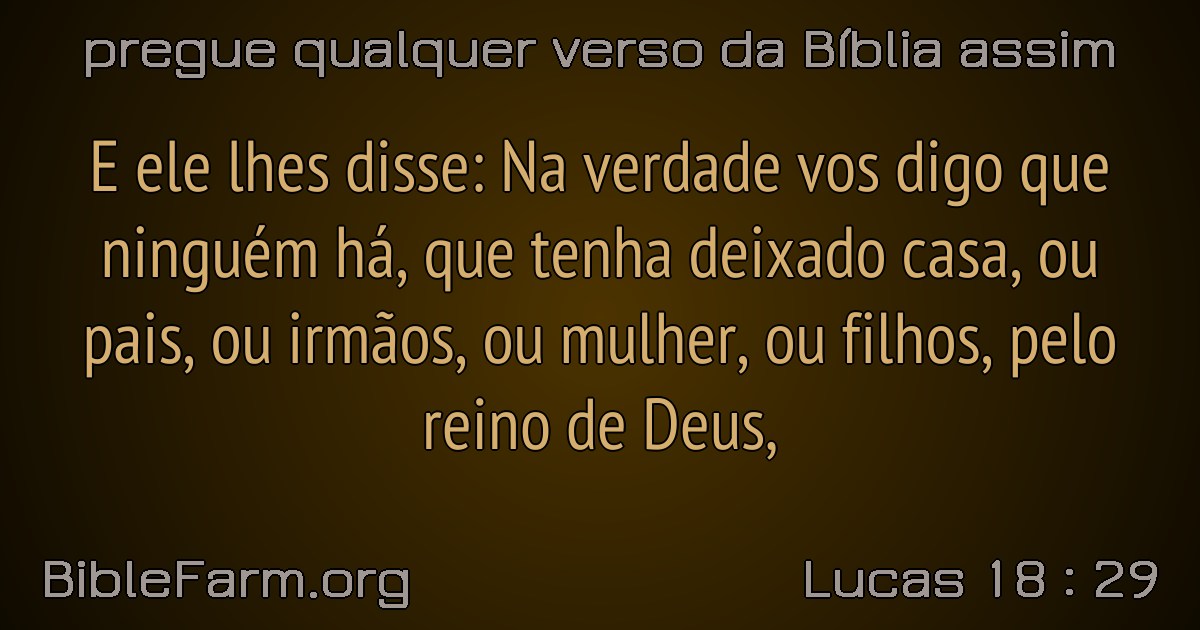 pregue qualquer verso da Bíblia assim
E ele lhes disse: Na verdade vos digo que
ninguém há, que tenha deixado casa, ou
pais, ou irmãos, ou mulher, ou filhos, pelo
reino de Deus,
BibleFarm.org
Lucas 18 : 29